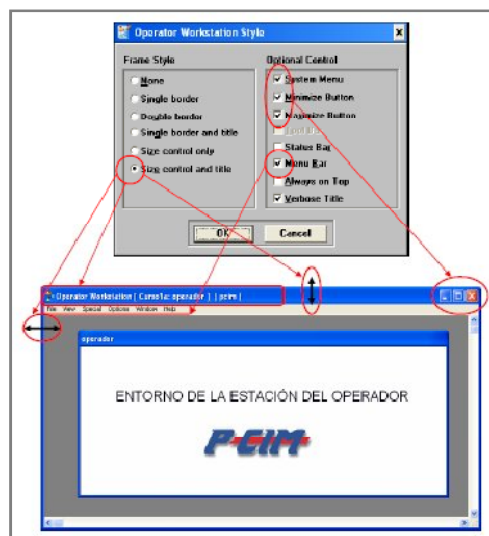 Operator Workstation Style
Frame Style
None
Single border
Double border
Single border and title
Size control only
Size control and title
Optional Control
System Menu
Minimize Button
Maximize Button
Status Bar
Menu Bar
Always on Top
Verbose Title
OK
Cancel
Operator Workstation [ operador ] [ pcim ]
File View Special Options Window Help
operador
ENTORNO DE LA ESTACIÓN DEL OPERADOR
P-CIM